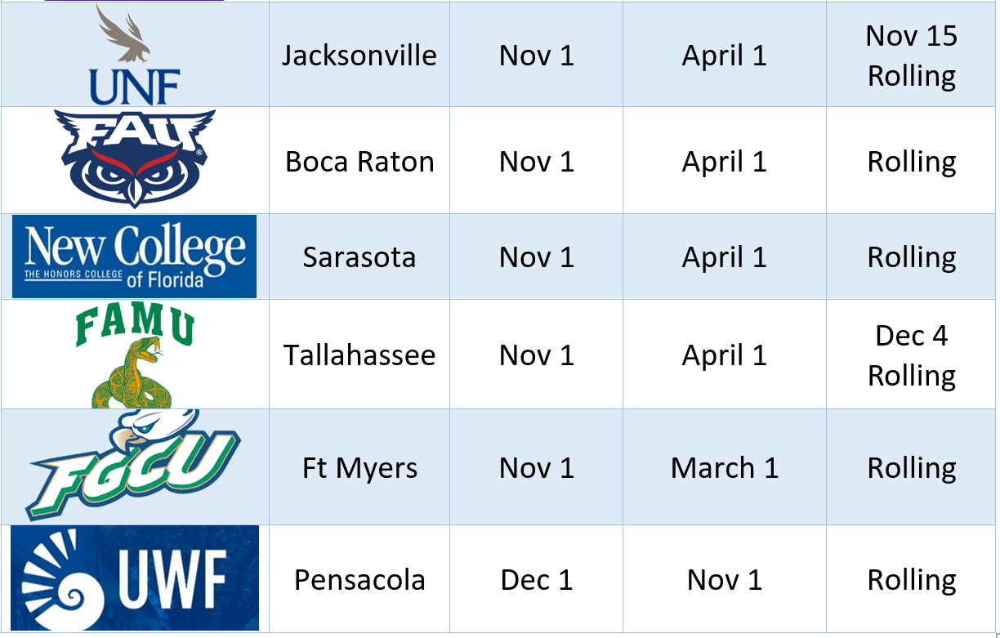 UNF
Jacksonville
Nov 1
April 1
Nov 15
Rolling
FAU
®
Boca Raton
Nov 1
April 1
Rolling
New College
THE HONORS COLLEGE
of Florida
Sarasota
Nov 1
April 1
Rolling
FAMU
Tallahassee
Nov 1
April 1
Dec 4
Rolling
FGCU
Ft Myers
Nov 1
March 1
Rolling
UWF
Pensacola
Dec 1
Nov 1
Rolling